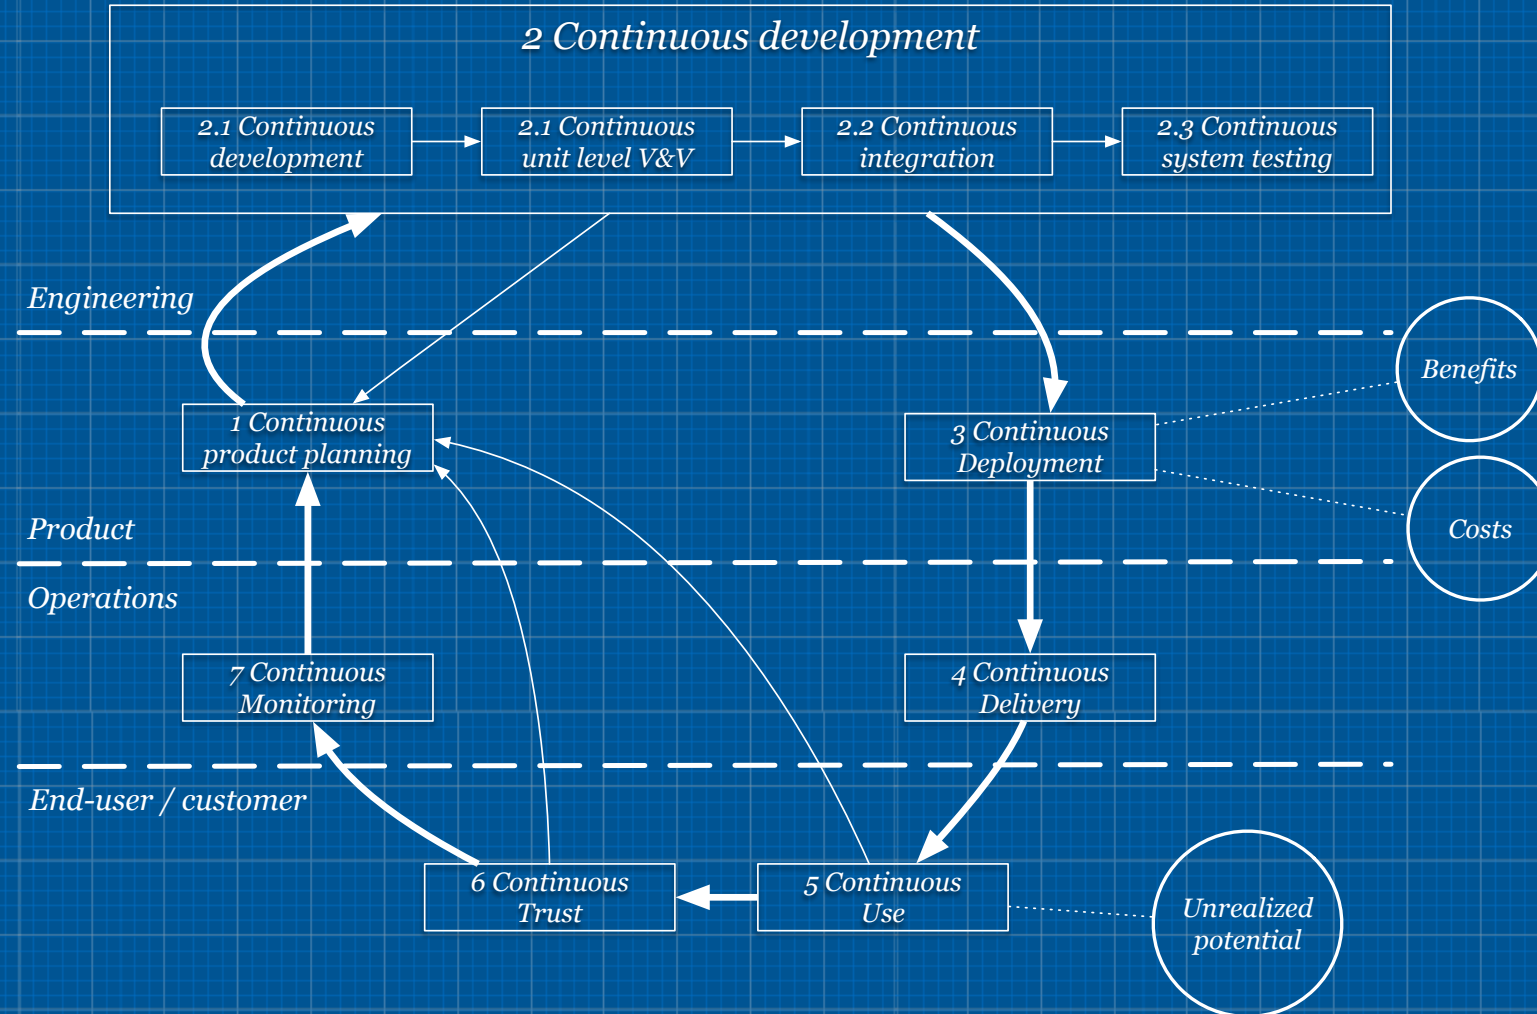 2 Continuous development
2.1 Continuous
development
2.1 Continuous
unit level V&V
2.2 Continuous
integration
2.3 Continuous
system testing
Engineering
Benefits
1 Continuous
product planning
3 Continuous
Deployment
Product
Costs
Operations
7 Continuous
Monitoring
4 Continuous
Delivery
End-user / customer
6 Continuous
Trust
5 Continuous
Use
Unrealized
potential